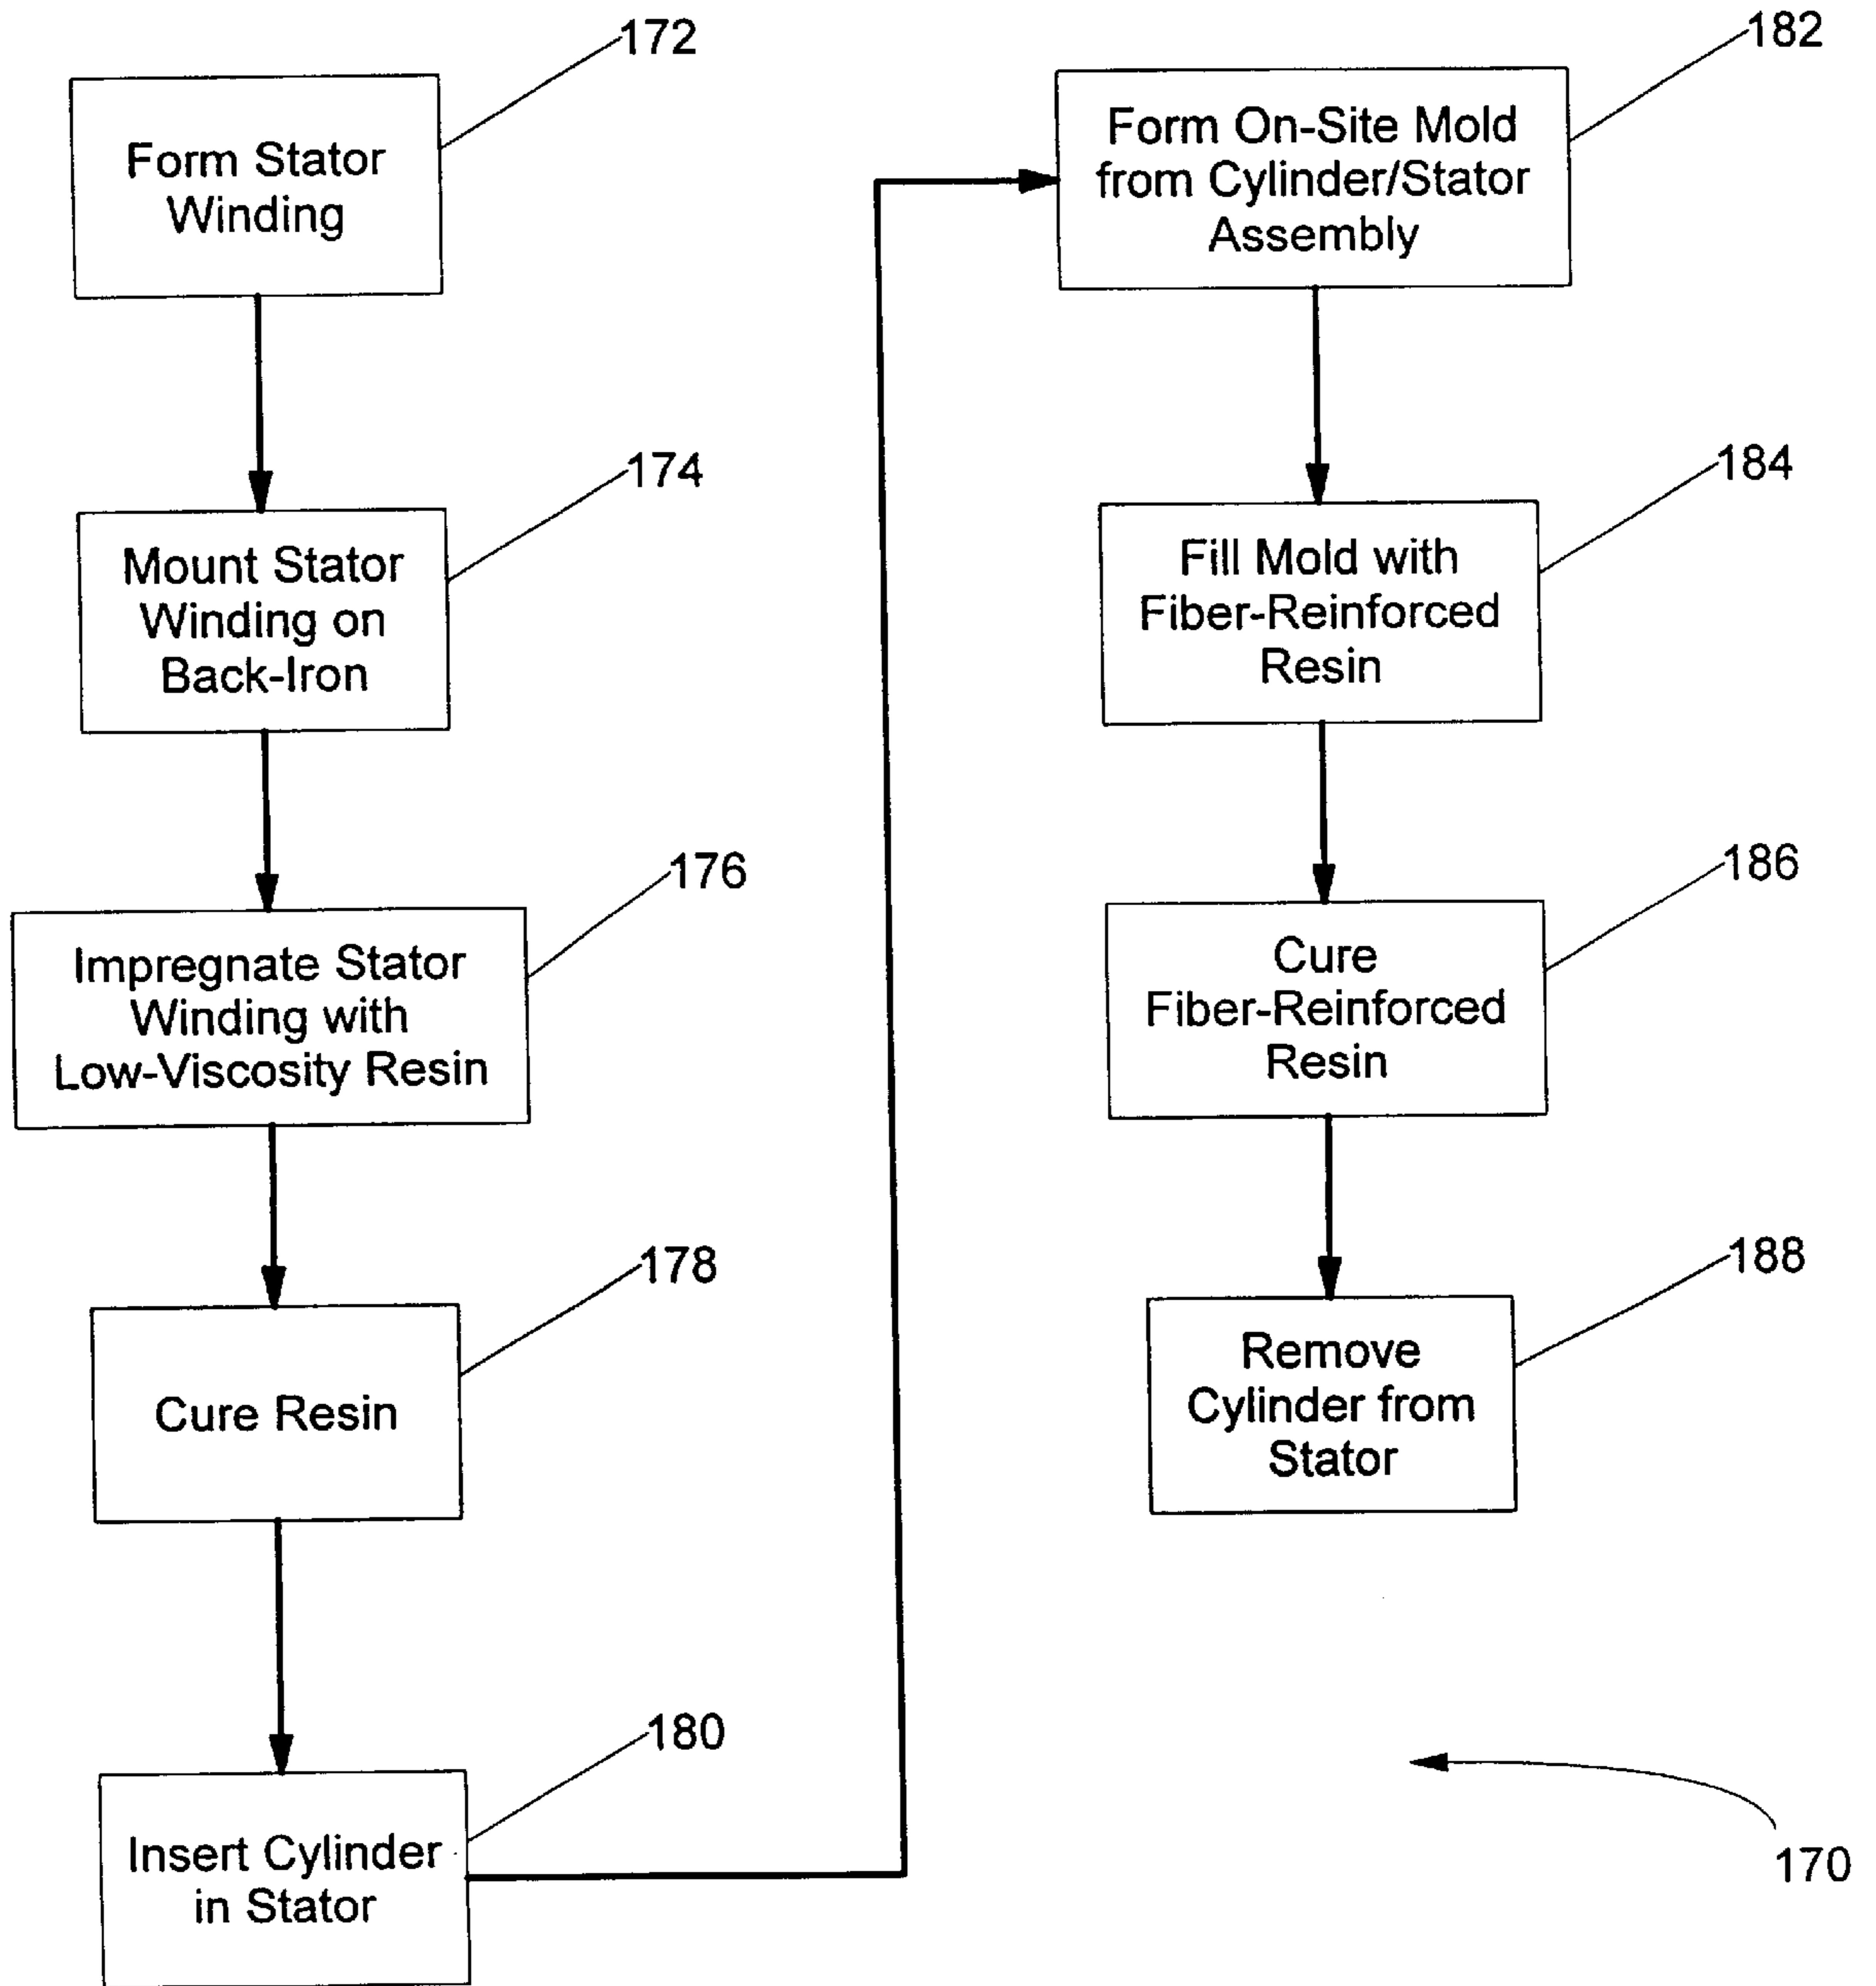 172
Form Stator
Winding
174
Mount Stator
Winding on
Back-Iron
176
Impregnate Stator
Winding with
Low-Viscosity Resin
178
Cure Resin
180
Insert Cylinder
in Stator
182
Form On-Site Mold
from Cylinder/Stator
Assembly
184
Fill Mold with
Fiber-Reinforced
Resin
186
Cure
Fiber-Reinforced
Resin
188
Remove
Cylinder from
Stator
170